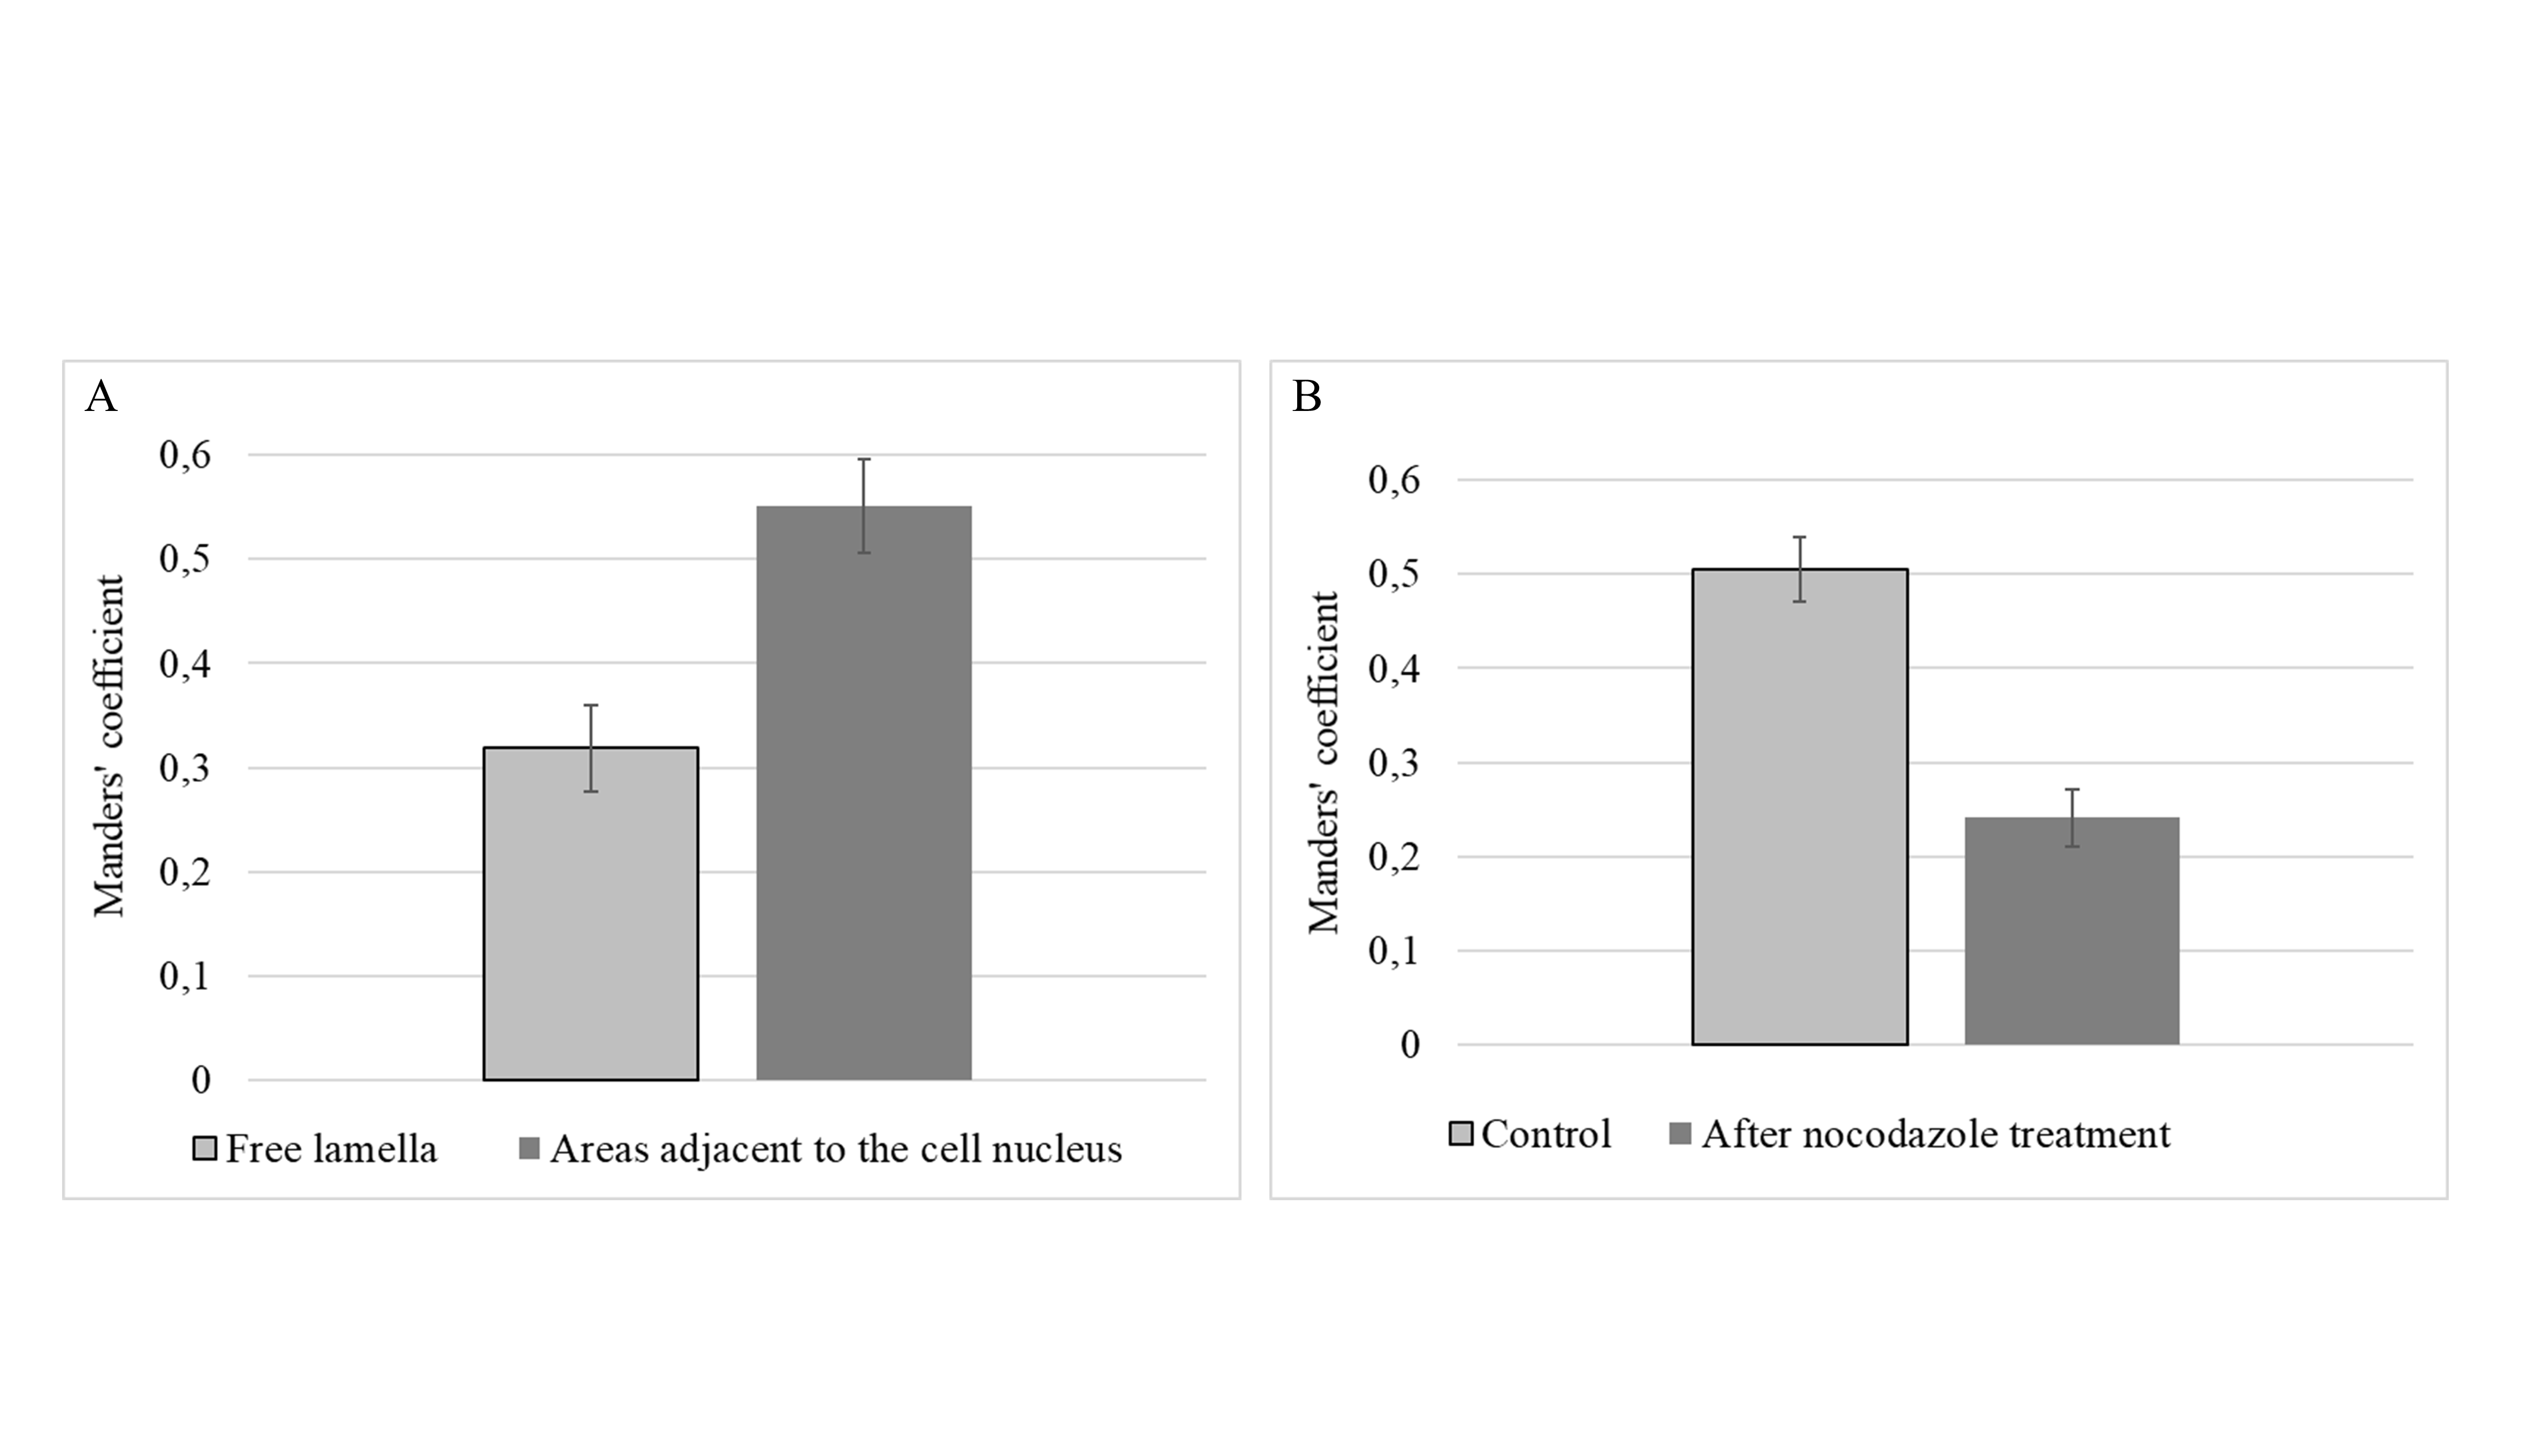 A
Manders' coefficient
0,6
0,5
0,4
0,3
0,2
0,1
0
Free lamella
Areas adjacent to the cell nucleus
B
Manders' coefficient
0,6
0,5
0,4
0,3
0,2
0,1
0
Control
After nocodazole treatment